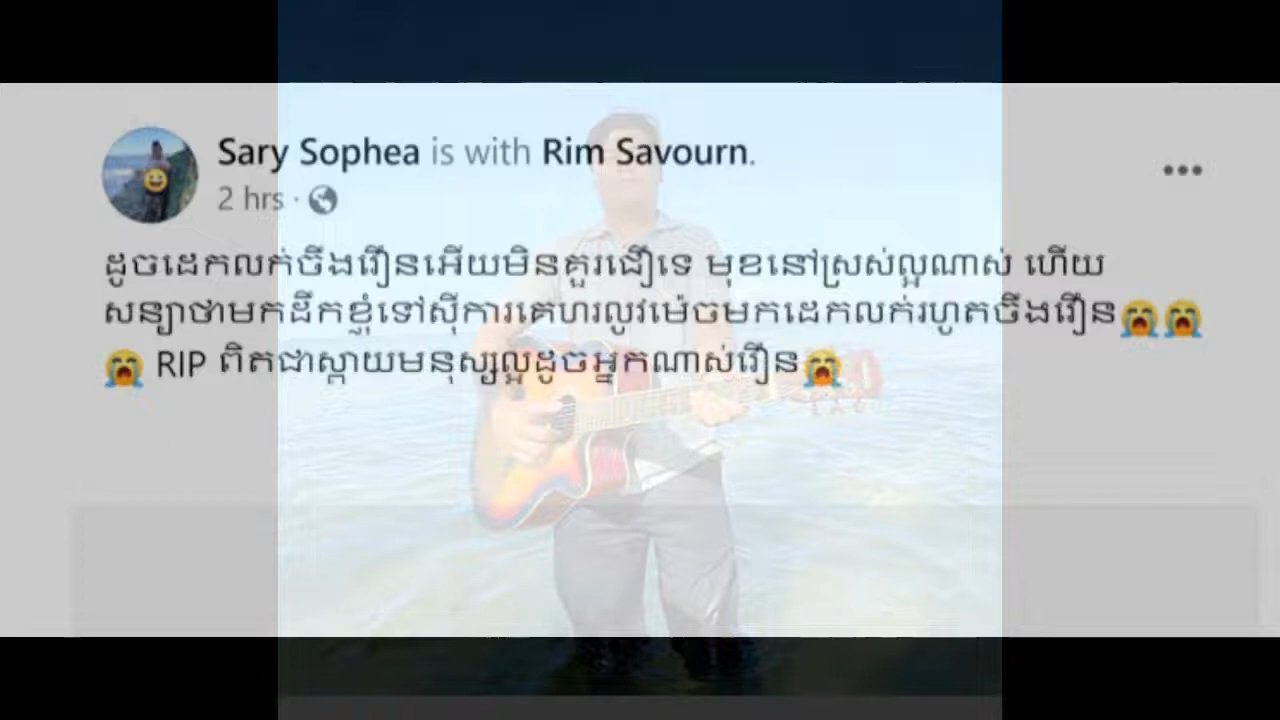 Sary Sophea is with Rim Savourn.
2 hrs ·
ដូចដេកលក់ចឹងរឿនអើយមិនគួរជឿទេ មុខនៅស្រស់ល្អណាស់ ហើយ
សន្យាថាមកដឹកខ្ញុំទៅស៊ីការគេហរលូវម៉េចមកដេកលក់រហូតចឹងរឿន😭😭
😭 RIP ពិតជាស្តាយមនុស្សល្អដូចអ្នកណាស់រឿន😭